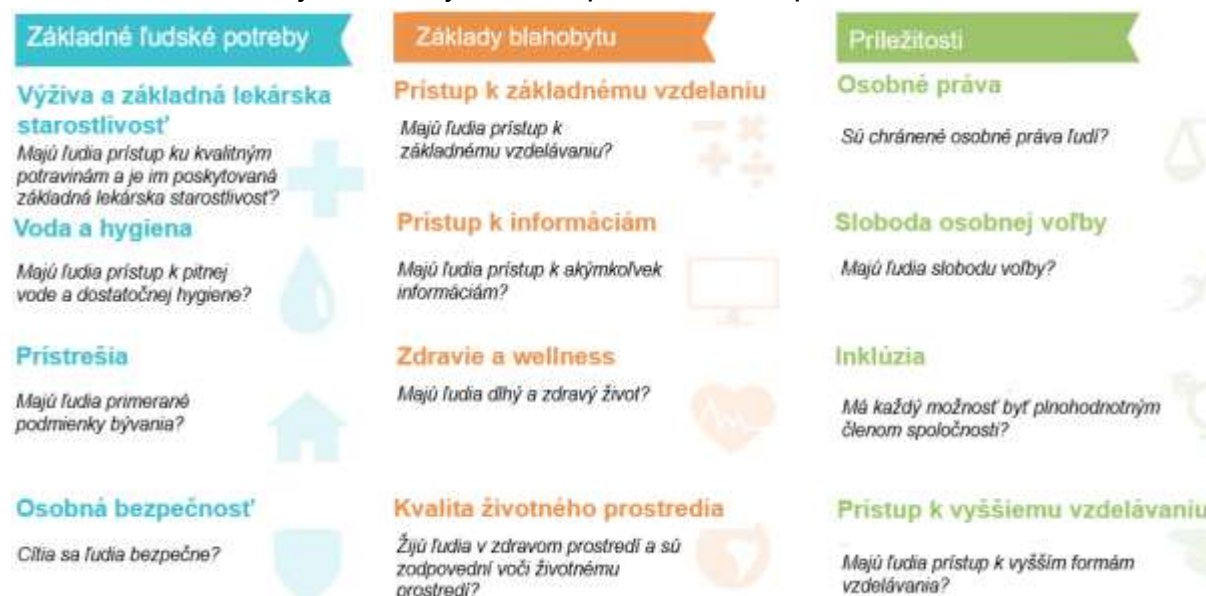 Základné ľudské potreby
Výživa a základná lekárska
starostlivosť
Majú ľudia prístup ku kvalitným
potravinám a je im poskytovaná
základná lekárska starostlivosť?
Voda a hygiena
Majú ľudia prístup k pitnej
vode a dostatočnej hygiene?
Prístrešia
Majú ľudia primerané
podmienky bývania?
Osobná bezpečnosť
Cítia sa ľudia bezpečne?
Základy blahobytu
Prístup k základnému vzdelaniu
Majú ľudia prístup k
základnému vzdelávaniu?
Prístup k informáciám
Majú ľudia prístup k akýmkoľvek
informáciám?
Zdravie a wellness
Majú ľudia dlhý a zdravý život?
Kvalita životného prostredia
Žijú ľudia v zdravom prostredí a sú
zodpovední voči životnému
prostredí?
Príležitosti
Osobné práva
Sú chránené osobné práva ľudí?
Sloboda osobnej voľby
Majú ľudia slobodu voľby?
Inklúzia
Má každý možnosť byť plnohodnotným
členom spoločnosti?
Prístup k vyššiemu vzdelávaniu
Majú ľudia prístup k vyšším formám
vzdelávania?